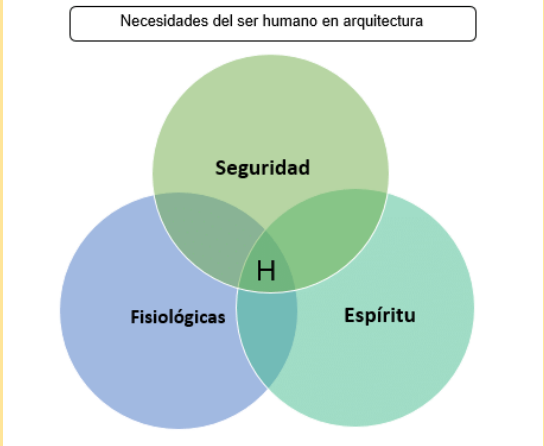 Necesidades del ser humano en arquitectura
Seguridad
H
Fisiológicas
Espíritu